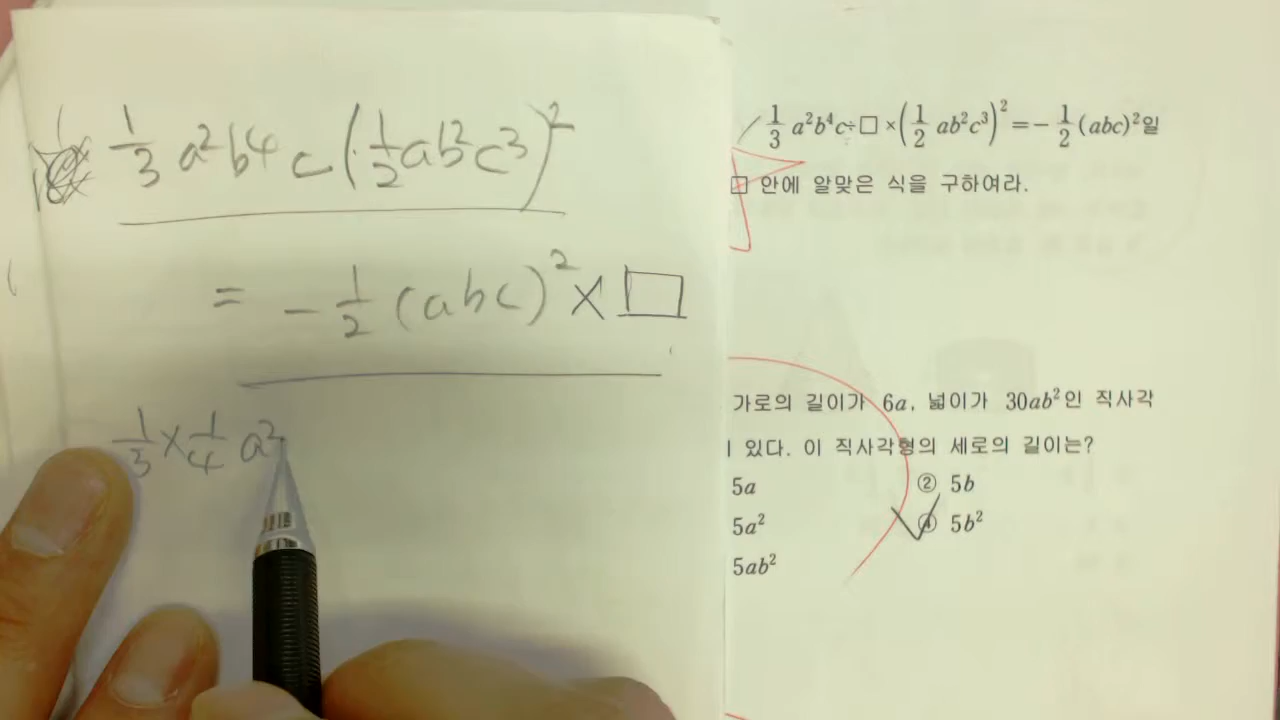 1/3 a²b⁴c(1/2 ab²c³)²
= - 1/2 (abc)² × □
1/3 × 1/4 a²
1/3 a²b⁴c÷□×(1/2 ab²c³)²=-1/2(abc)²일
□ 안에 알맞은 식을 구하여라.
가로의 길이가 6a, 넓이가 30ab²인 직사각
있다. 이 직사각형의 세로의 길이는?
5a ② 5b
5a² ④ 5b²
5ab²